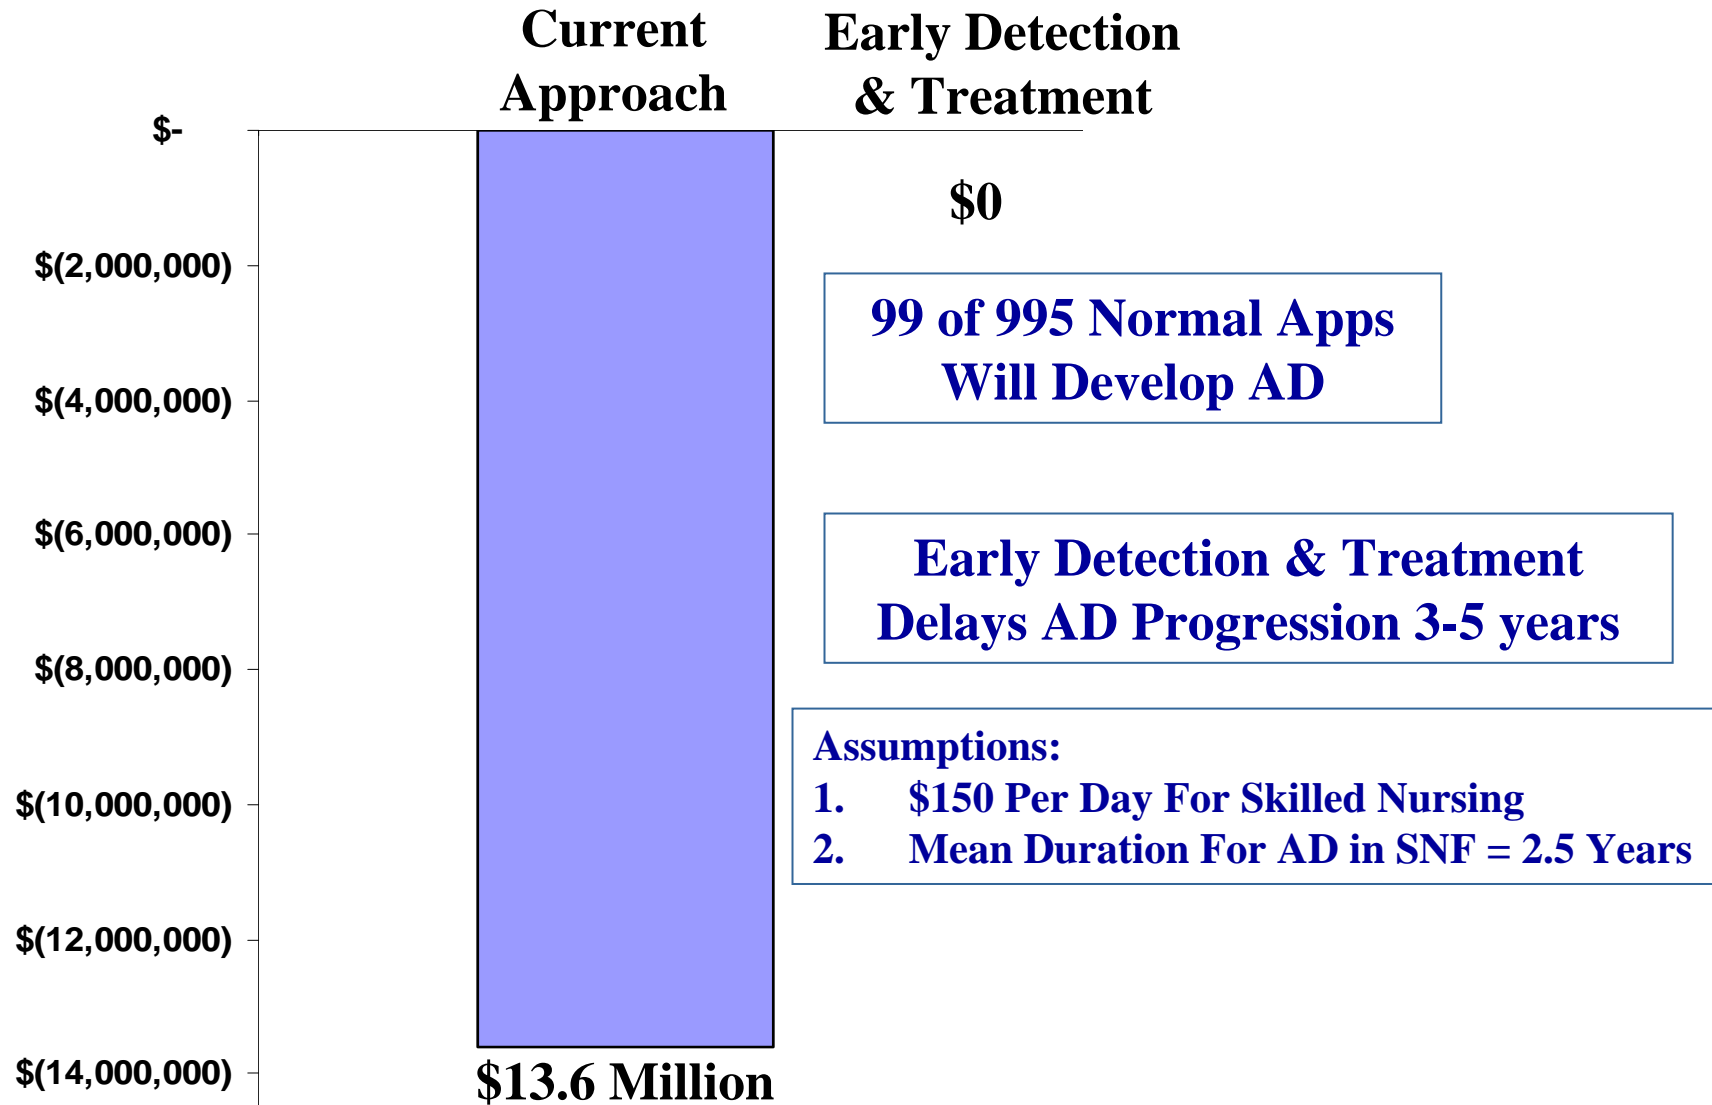 Current
Approach
Early Detection
& Treatment
$-
$(2,000,000)
$(4,000,000)
$(6,000,000)
$(8,000,000)
$(10,000,000)
$(12,000,000)
$(14,000,000)
$0
99 of 995 Normal Apps
Will Develop AD
Early Detection & Treatment
Delays AD Progression 3-5 years
Assumptions:
1. $150 Per Day For Skilled Nursing
2. Mean Duration For AD in SNF = 2.5 Years
$13.6 Million